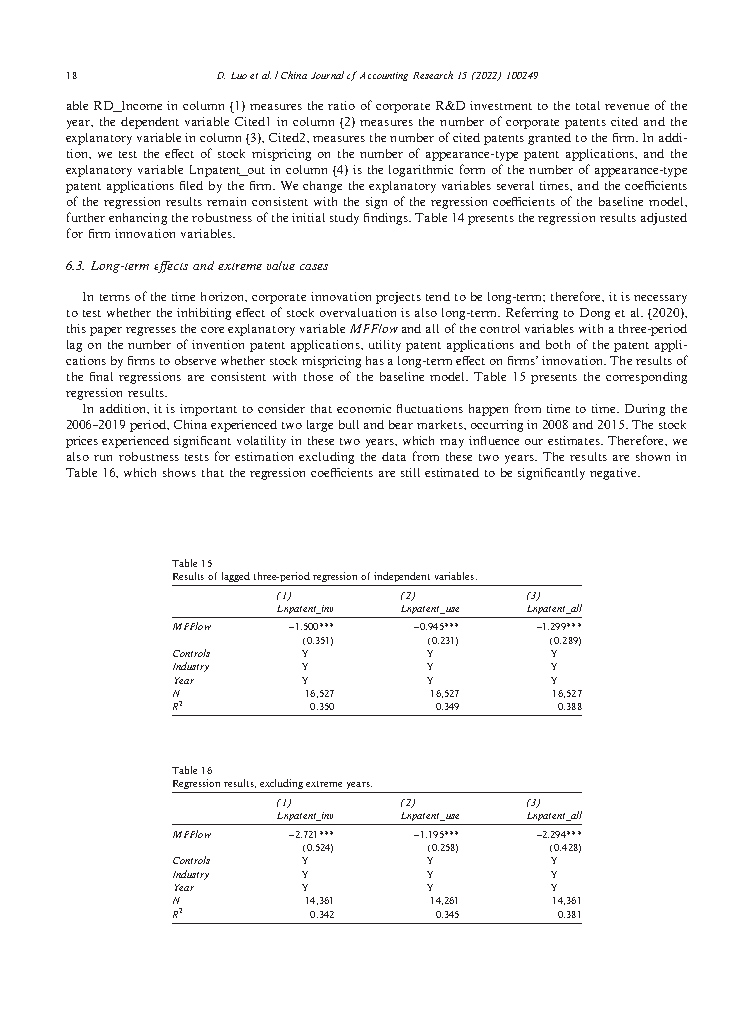 18 D. Luo et al. / China Journal of Accounting Research 15 (2022) 100249
able RD_Income in column (1) measures the ratio of corporate R&D investment to the total revenue of the
year, the dependent variable Cited1 in column (2) measures the number of corporate patents cited and the
explanatory variable in column (3), Cited2, measures the number of cited patents granted to the firm. In addi-
tion, we test the effect of stock mispricing on the number of appearance-type patent applications, and the
explanatory variable Lnpatent_out in column (4) is the logarithmic form of the number of appearance-type
patent applications filed by the firm. We change the explanatory variables several times, and the coefficients
of the regression results remain consistent with the sign of the regression coefficients of the baseline model,
further enhancing the robustness of the initial study findings. Table 14 presents the regression results adjusted
for firm innovation variables.
6.3. Long-term effects and extreme value cases
In terms of the time horizon, corporate innovation projects tend to be long-term; therefore, it is necessary
to test whether the inhibiting effect of stock overvaluation is also long-term. Referring to Dong et al. (2020),
this paper regresses the core explanatory variable MFFlow and all of the control variables with a three-period
lag on the number of invention patent applications, utility patent applications and both of the patent appli-
cations by firms to observe whether stock mispricing has a long-term effect on firms' innovation. The results of
the final regressions are consistent with those of the baseline model. Table 15 presents the corresponding
regression results.
In addition, it is important to consider that economic fluctuations happen from time to time. During the
2006–2019 period, China experienced two large bull and bear markets, occurring in 2008 and 2015. The stock
prices experienced significant volatility in these two years, which may influence our estimates. Therefore, we
also run robustness tests for estimation excluding the data from these two years. The results are shown in
Table 16, which shows that the regression coefficients are still estimated to be significantly negative.
Table 15
Results of lagged three-period regression of independent variables.
(1) (2) (3)
Lnpatent_inv Lnpatent_use Lnpatent_all
MFFlow −1.500*** −0.945*** −1.299***
(0.351) (0.231) (0.289)
Controls Y Y Y
Industry Y Y Y
Year Y Y Y
N 16,527 16,527 16,527
R² 0.350 0.349 0.388
Table 16
Regression results, excluding extreme years.
(1) (2) (3)
Lnpatent_inv Lnpatent_use Lnpatent_all
MFFlow −2.721*** −1.195*** −2.294***
(0.524) (0.258) (0.428)
Controls Y Y Y
Industry Y Y Y
Year Y Y Y
N 14,361 14,261 14,361
R² 0.342 0.345 0.381